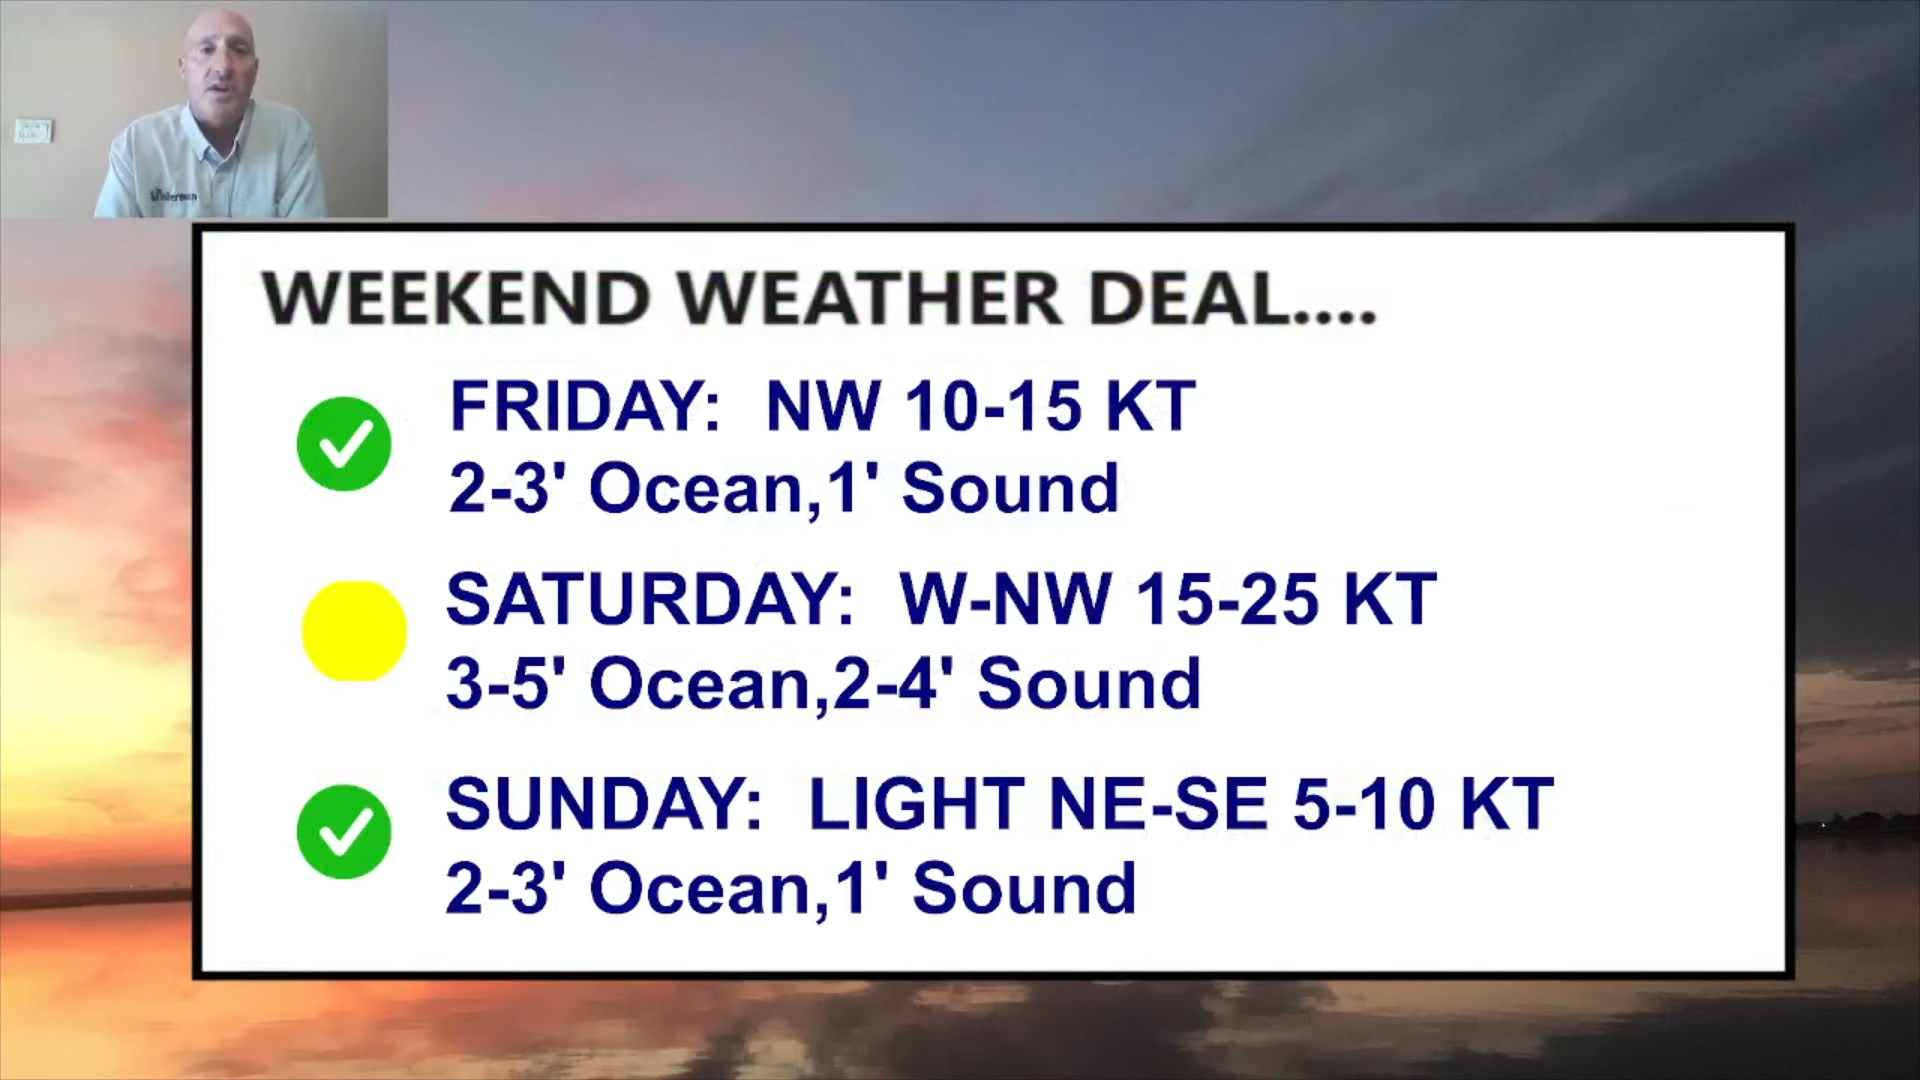 WEEKEND WEATHER DEAL....
FRIDAY: NW 10-15 KT
2-3' Ocean,1' Sound
SATURDAY: W-NW 15-25 KT
3-5' Ocean,2-4' Sound
SUNDAY: LIGHT NE-SE 5-10 KT
2-3' Ocean,1' Sound